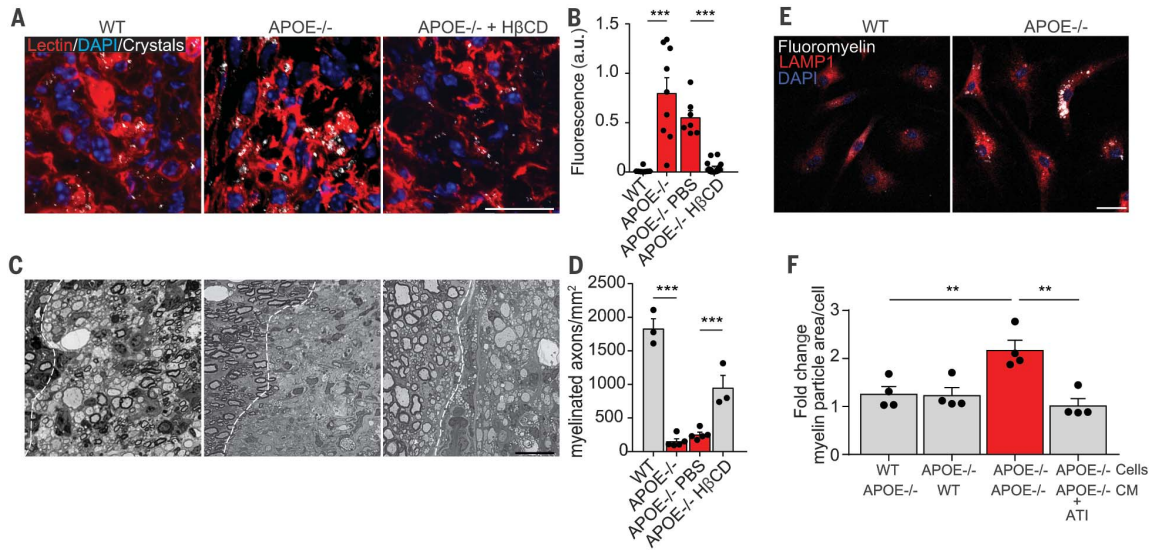 A
WT
APOE-/-
APOE-/- + HβCD
Lectin/DAPI/Crystals
B
***
***
Fluorescence (a.u.)
1.5
1.0
0.5
0
WT
APOE-/-
APOE-/- PBS
APOE-/- HβCD
C
D
***
***
myelinated axons/mm²
2500
2000
1500
1000
500
0
WT
APOE-/-
APOE-/- PBS
APOE-/- HβCD
E
WT
APOE-/-
Fluoromyelin
LAMP1
DAPI
F
**
**
Fold change
myelin particle area/cell
3
2
1
0
WT APOE-/- APOE-/- APOE-/- Cells
APOE-/- WT APOE-/- APOE-/- CM
+
ATI